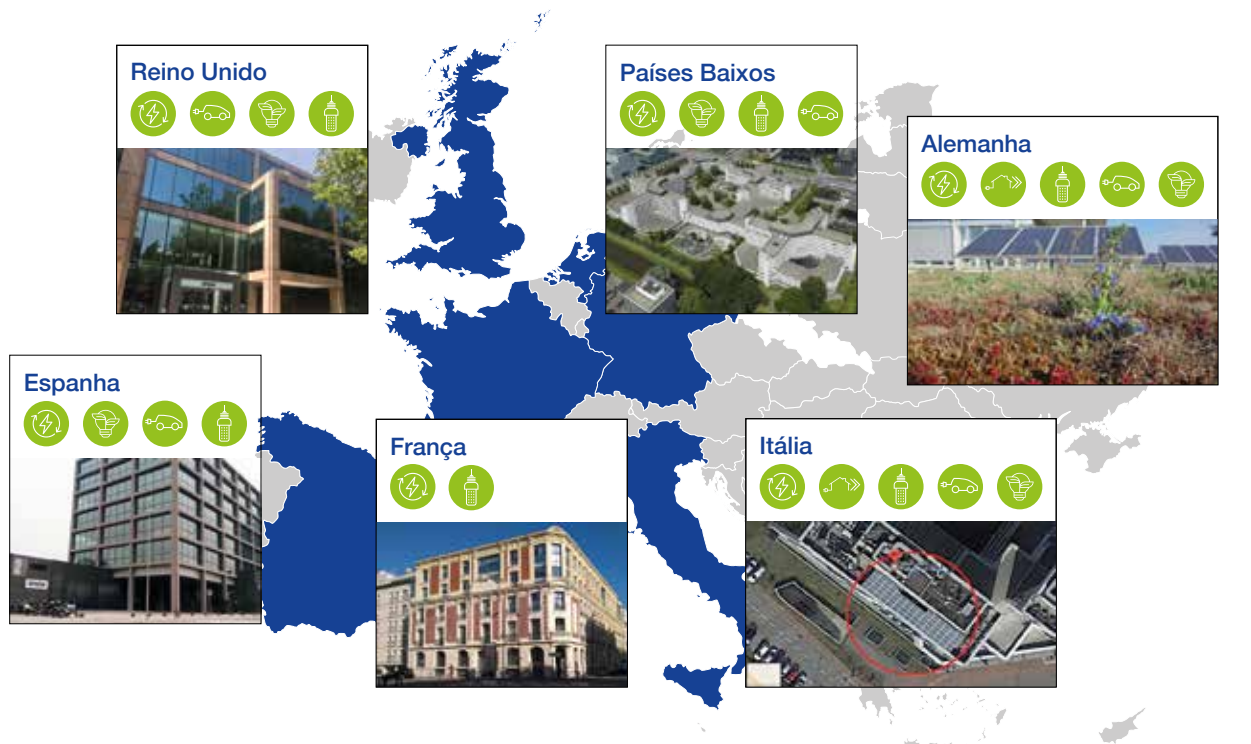 Reino Unido
Países Baixos
Alemanha
Espanha
França
Itália